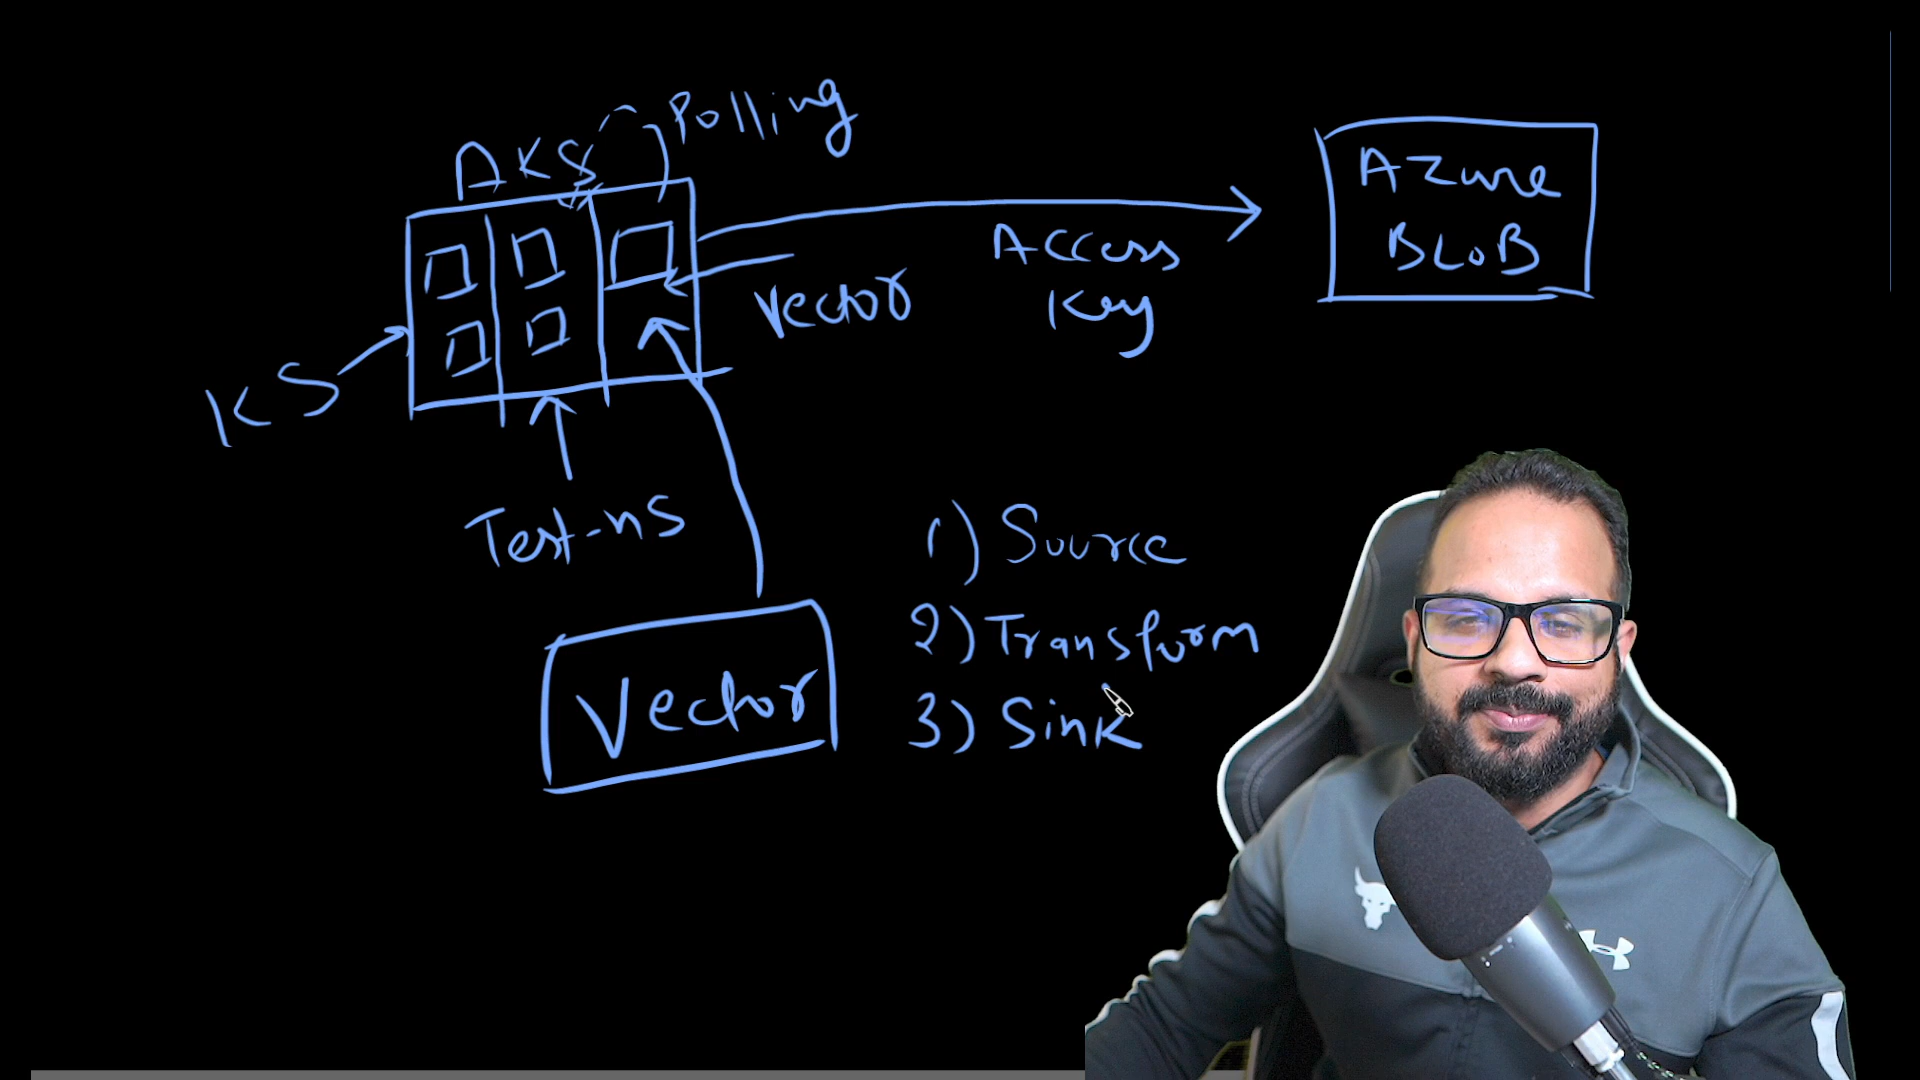 AKS
Polling
Azure
BLOB
Access
Key
Vector
KS
Test-ns
Vector
1) Source
2) Transform
3) Sink